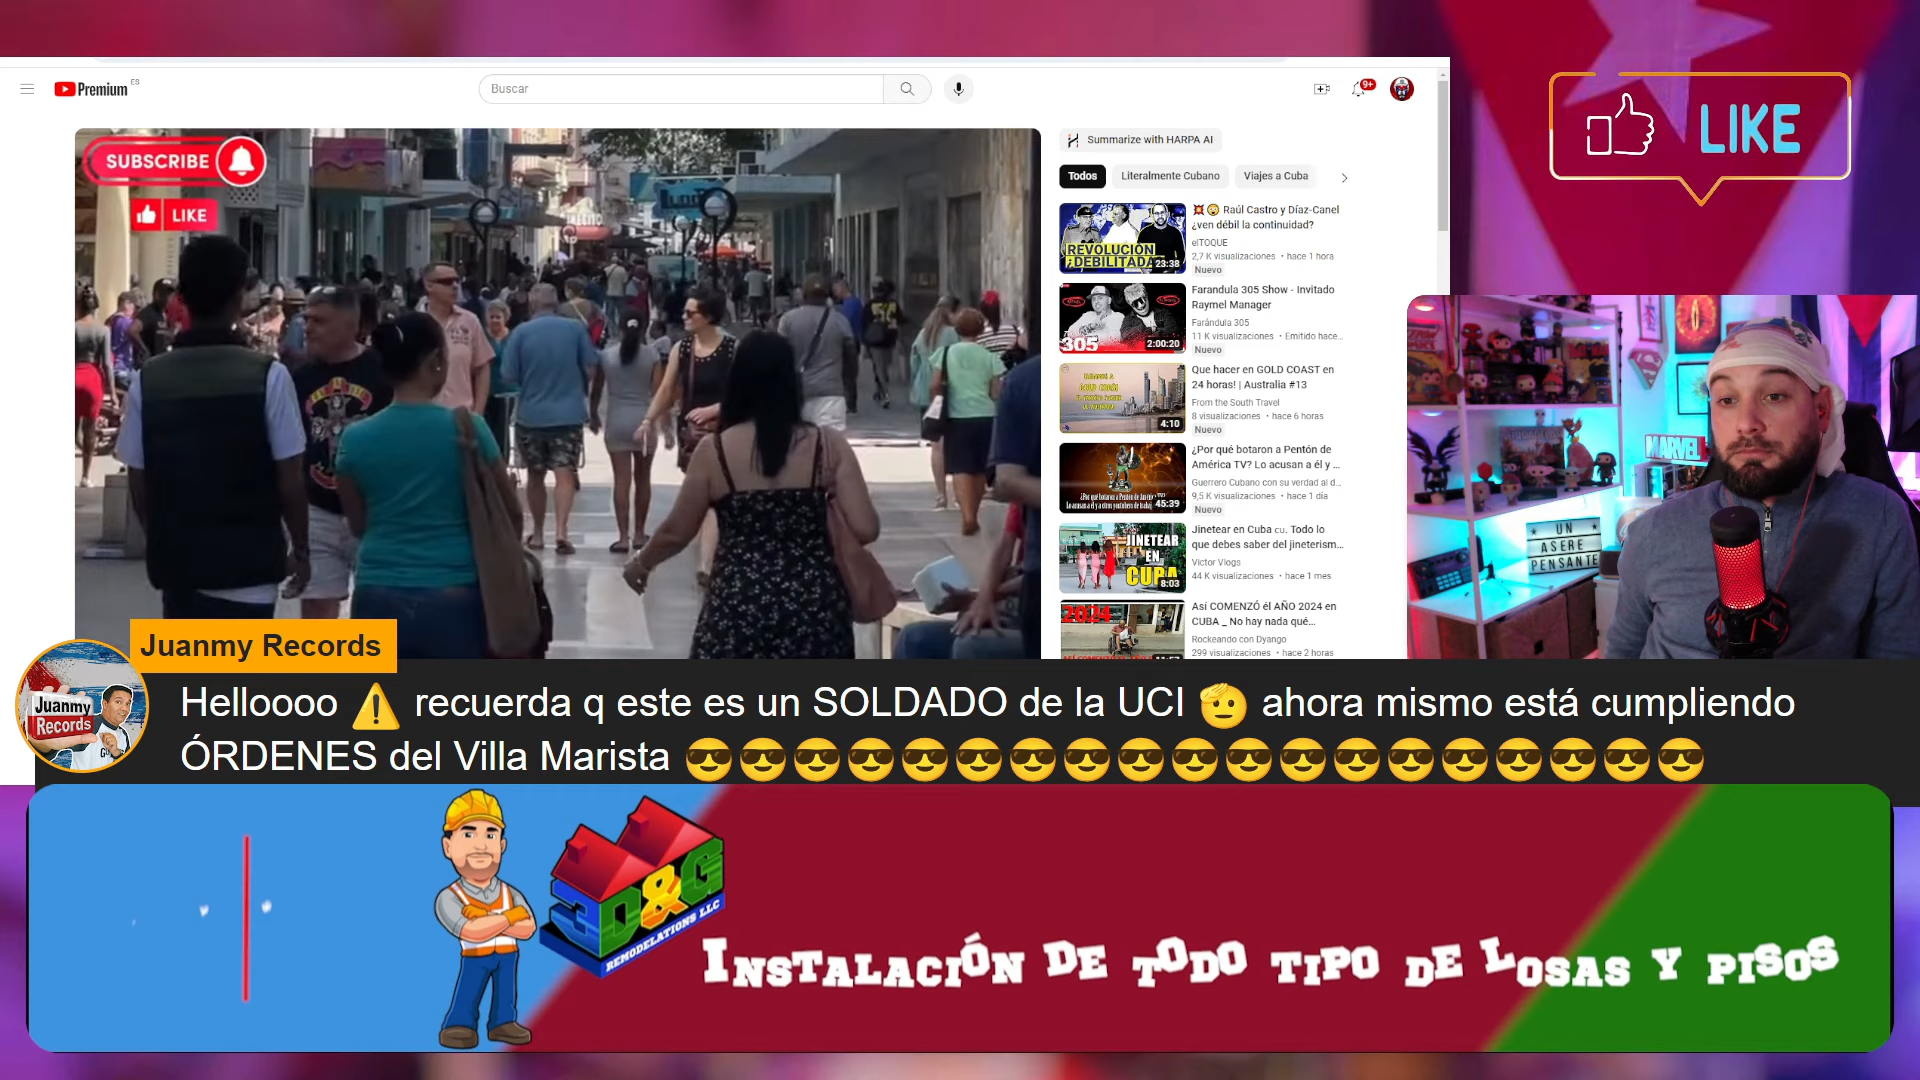 Premium ES
Buscar
9+
LIKE
SUBSCRIBE
LIKE
Summarize with HARPA AI
Todos
Literalmente Cubano
Viajes a Cuba
REVOLUCIÓN
¿DEBILITADA
23:38
💥😮 Raúl Castro y Díaz-Canel
¿ven débil la continuidad?
elTOQUE
2,7 K visualizaciones • hace 1 hora
Nuevo
305
2:00:20
Farandula 305 Show - Invitado
Raymel Manager
Farándula 305
11 K visualizaciones • Emitido hace...
Nuevo
4:10
Que hacer en GOLD COAST en
24 horas! | Australia #13
From the South Travel
8 visualizaciones • hace 6 horas
Nuevo
45:39
¿Por qué botaron a Pentón de
América TV? Lo acusan a él y ...
Guerrero Cubano con su verdad al d...
9,5 K visualizaciones • hace 1 día
Nuevo
JINETEAR
EN
CUBA
8:03
Jinetear en Cuba cu. Todo lo
que debes saber del jineterism...
Victor Vlogs
44 K visualizaciones • hace 1 mes
2024
Así COMENZÓ él AÑO 2024 en
CUBA _ No hay nada qué...
Rockeando con Dyango
299 visualizaciones • hace 2 horas
MARVEL
UN
ASERE
PENSANTE
Juanmy Records
Juanmy
Records
Helloooo ⚠️ recuerda q este es un SOLDADO de la UCI 🫡 ahora mismo está cumpliendo
ÓRDENES del Villa Marista 😎😎😎😎😎😎😎😎😎😎😎😎😎😎😎😎😎😎😎
3D&G
REMODELATIONS LLC
INSTALACIÓN DE TODO TIPO DE LOSAS Y PISOS